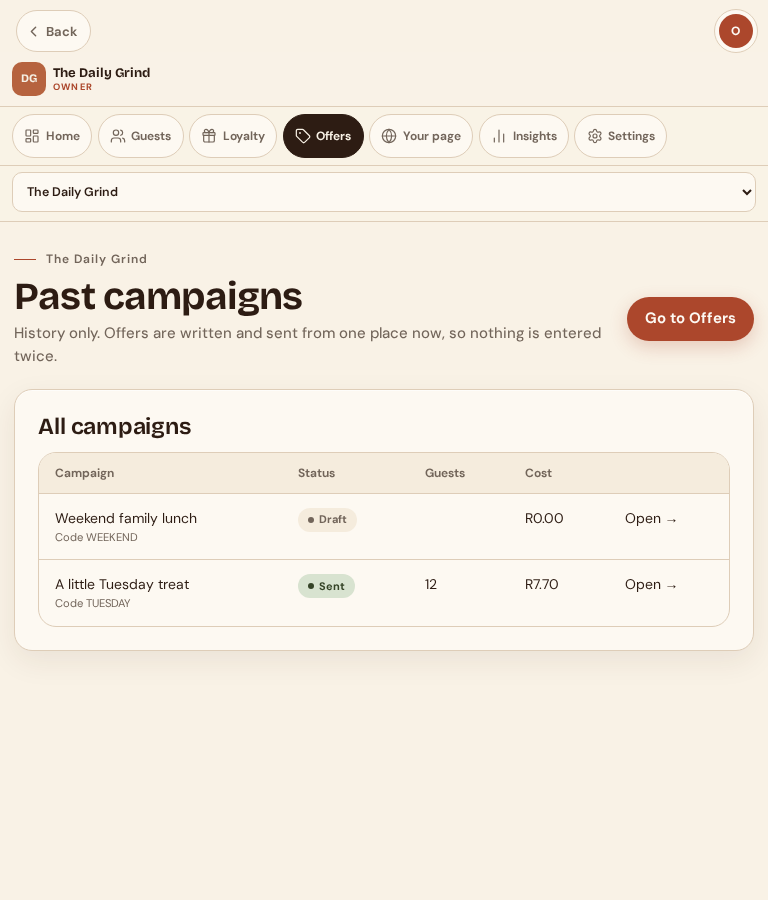 Back
O
DG
The Daily Grind
OWNER
Home
Guests
Loyalty
Offers
Your page
Insights
Settings
The Daily Grind
The Daily Grind
Past campaigns
History only. Offers are written and sent from one place now, so nothing is entered
twice.
Go to Offers
All campaigns
Campaign Status Guests Cost
Weekend family lunch Draft R0.00 Open →
Code WEEKEND
A little Tuesday treat Sent 12 R7.70 Open →
Code TUESDAY